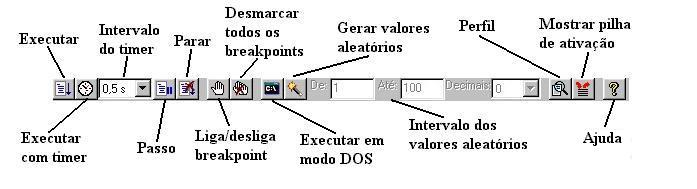 Executar
Intervalo
do timer
Parar
Desmarcar
todos os
breakpoints
Gerar valores
aleatórios
Perfil
Mostrar pilha
de ativação
0,5 s
C:\
De: 1
Até: 100
Decimais: 0
?
Executar
com timer
Passo
Liga/desliga
breakpoint
Executar em
modo DOS
Intervalo dos
valores aleatórios
Ajuda